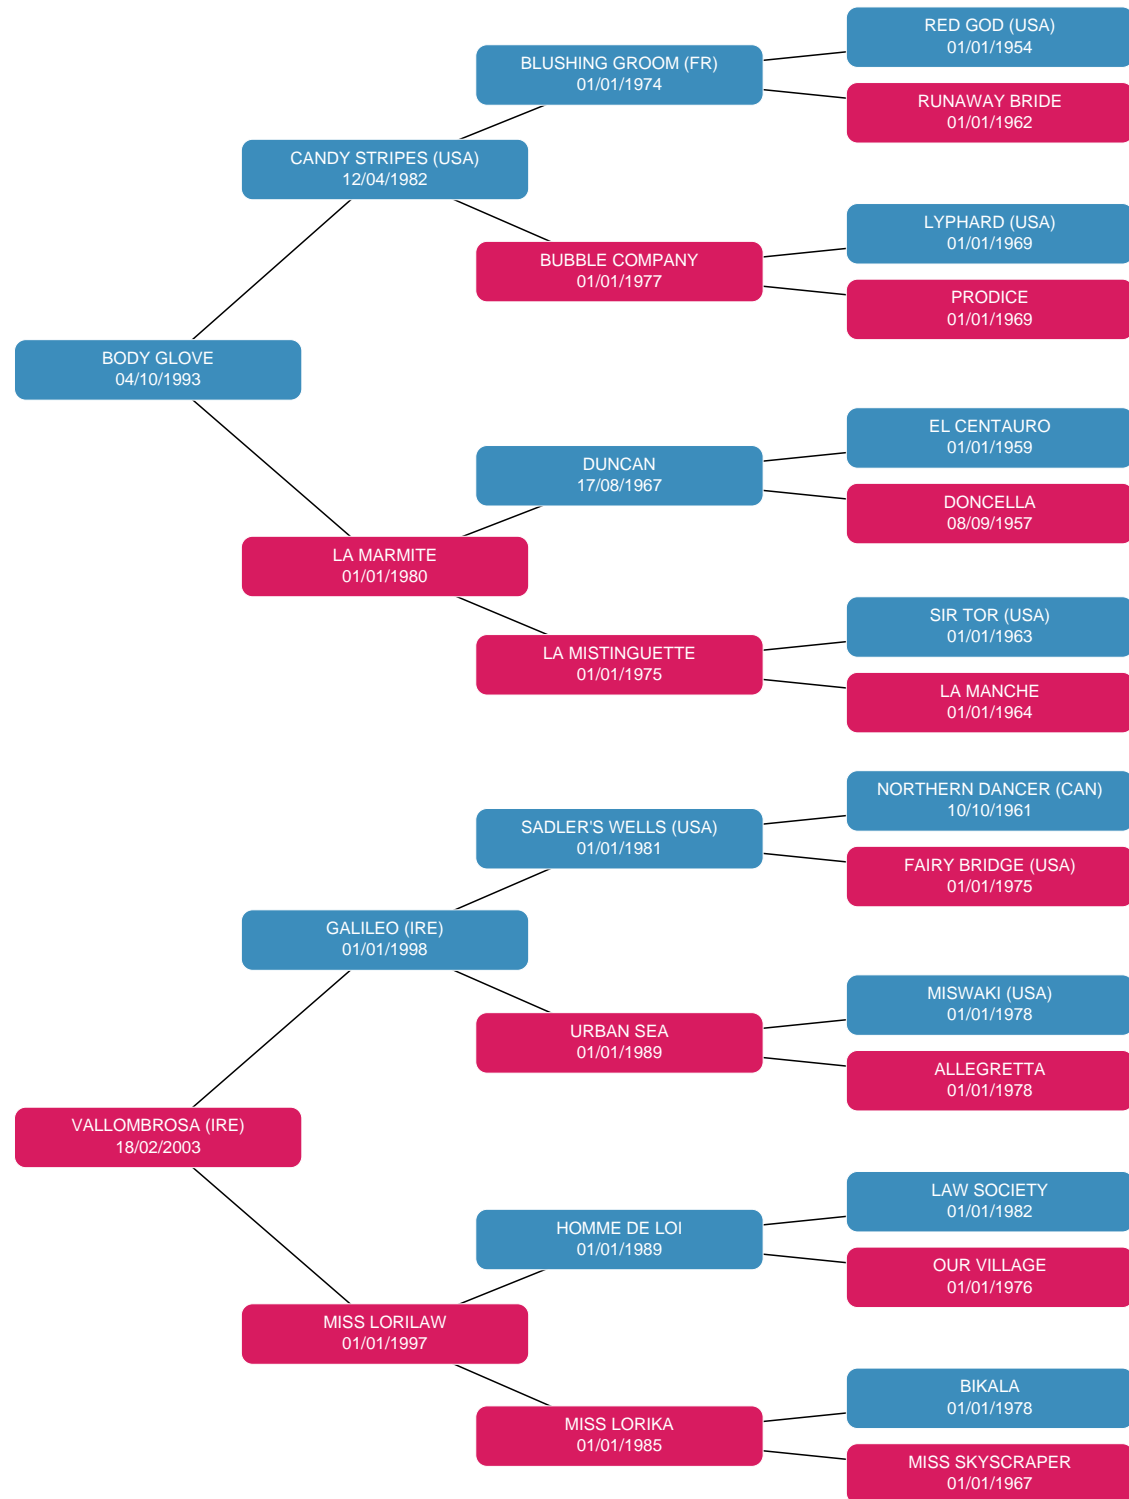 RED GOD (USA)
01/01/1954
BLUSHING GROOM (FR)
01/01/1974
RUNAWAY BRIDE
01/01/1962
CANDY STRIPES (USA)
12/04/1982
LYPHARD (USA)
01/01/1969
BUBBLE COMPANY
01/01/1977
PRODICE
01/01/1969
BODY GLOVE
04/10/1993
EL CENTAURO
01/01/1959
DUNCAN
17/08/1967
DONCELLA
08/09/1957
LA MARMITE
01/01/1980
SIR TOR (USA)
01/01/1963
LA MISTINGUETTE
01/01/1975
LA MANCHE
01/01/1964
NORTHERN DANCER (CAN)
10/10/1961
SADLER'S WELLS (USA)
01/01/1981
FAIRY BRIDGE (USA)
01/01/1975
GALILEO (IRE)
01/01/1998
MISWAKI (USA)
01/01/1978
URBAN SEA
01/01/1989
ALLEGRETTA
01/01/1978
VALLOMBROSA (IRE)
18/02/2003
LAW SOCIETY
01/01/1982
HOMME DE LOI
01/01/1989
OUR VILLAGE
01/01/1976
MISS LORILAW
01/01/1997
BIKALA
01/01/1978
MISS LORIKA
01/01/1985
MISS SKYSCRAPER
01/01/1967